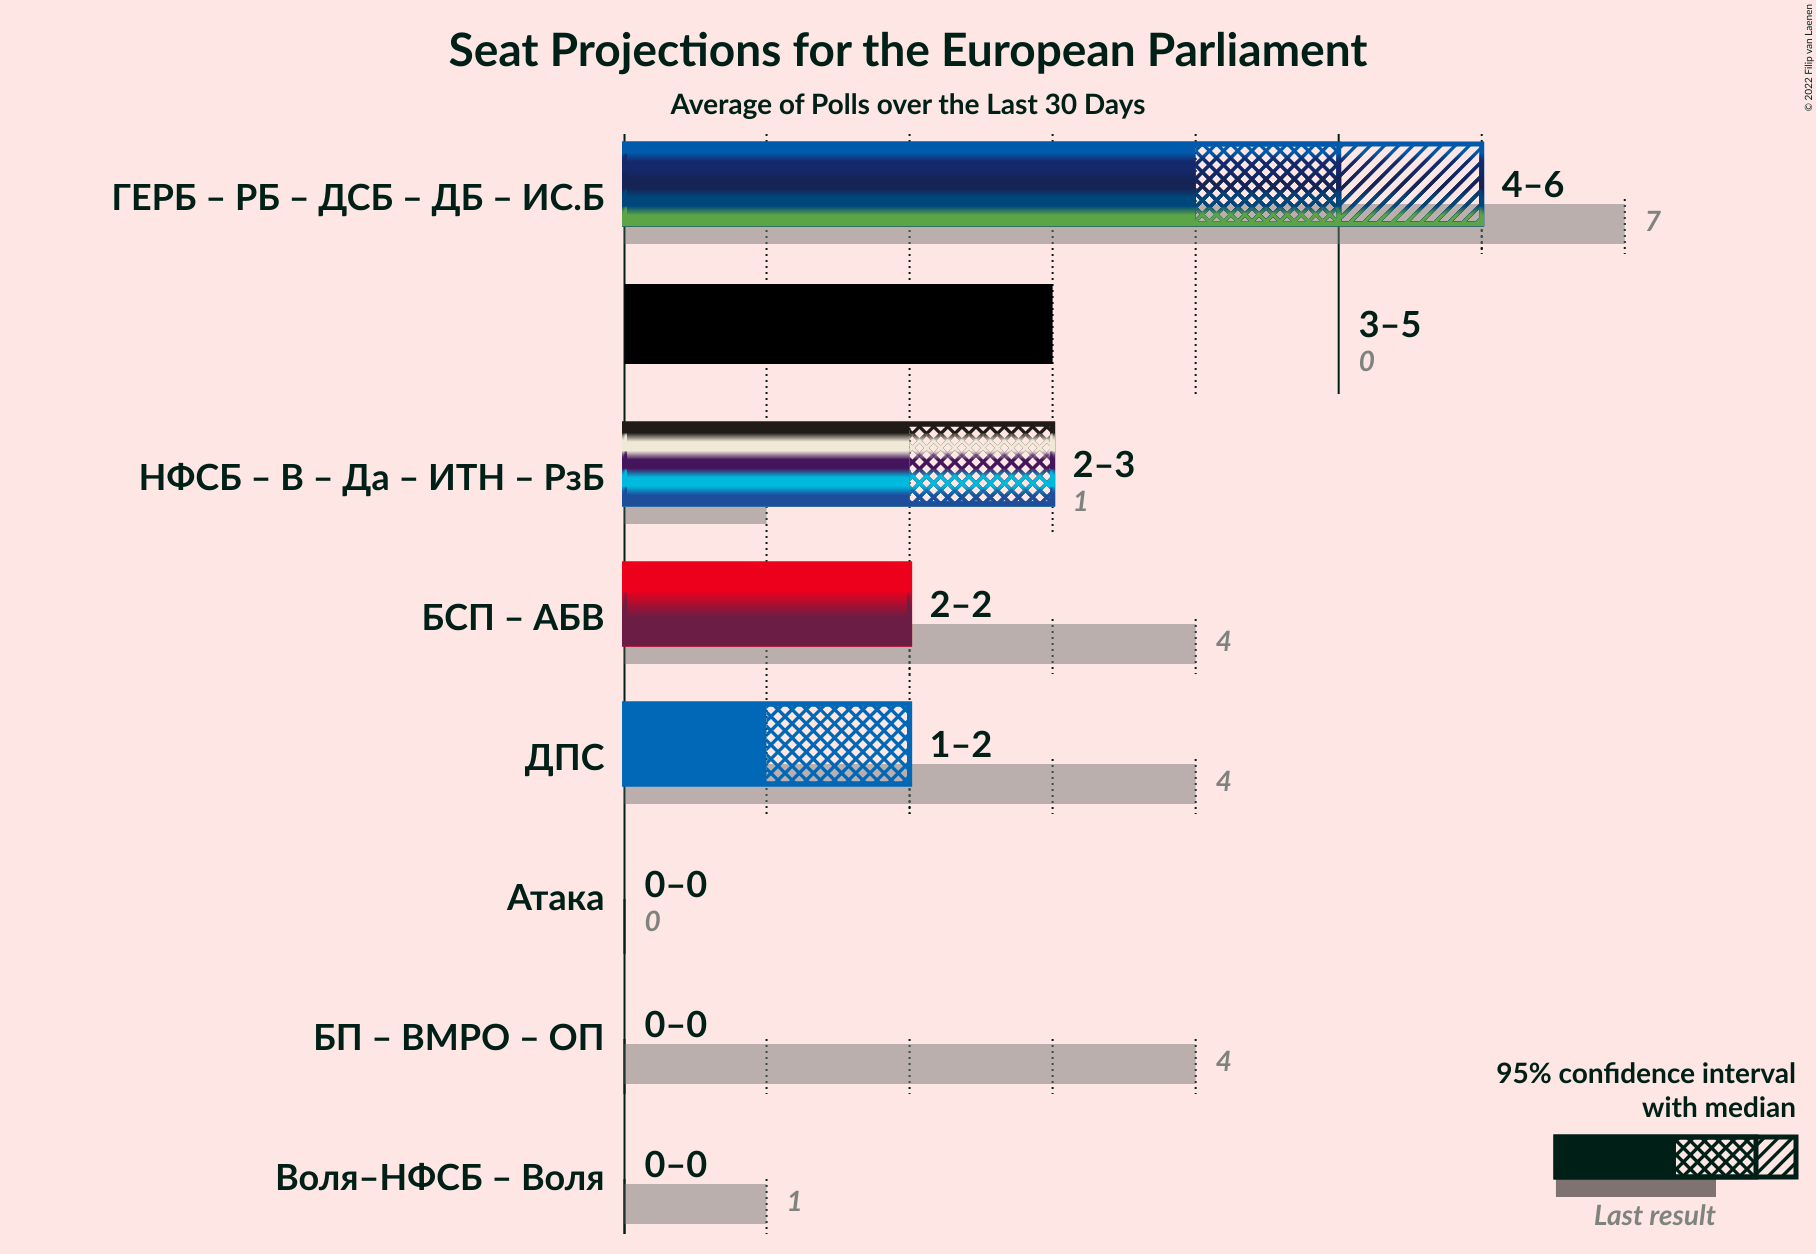 Seat Projections for the European Parliament
Average of Polls over the Last 30 Days
© 2022 Filip van Laenen
ГЕРБ – РБ – ДСБ – ДБ – ИС.Б
4–6
7
3–5
0
НФСБ – В – Да – ИТН – РзБ
2–3
1
БСП – АБВ
2–2
4
ДПС
1–2
4
Атака
0–0
0
БП – ВМРО – ОП
0–0
4
Воля–НФСБ – Воля
0–0
1
95% confidence interval
with median
Last result